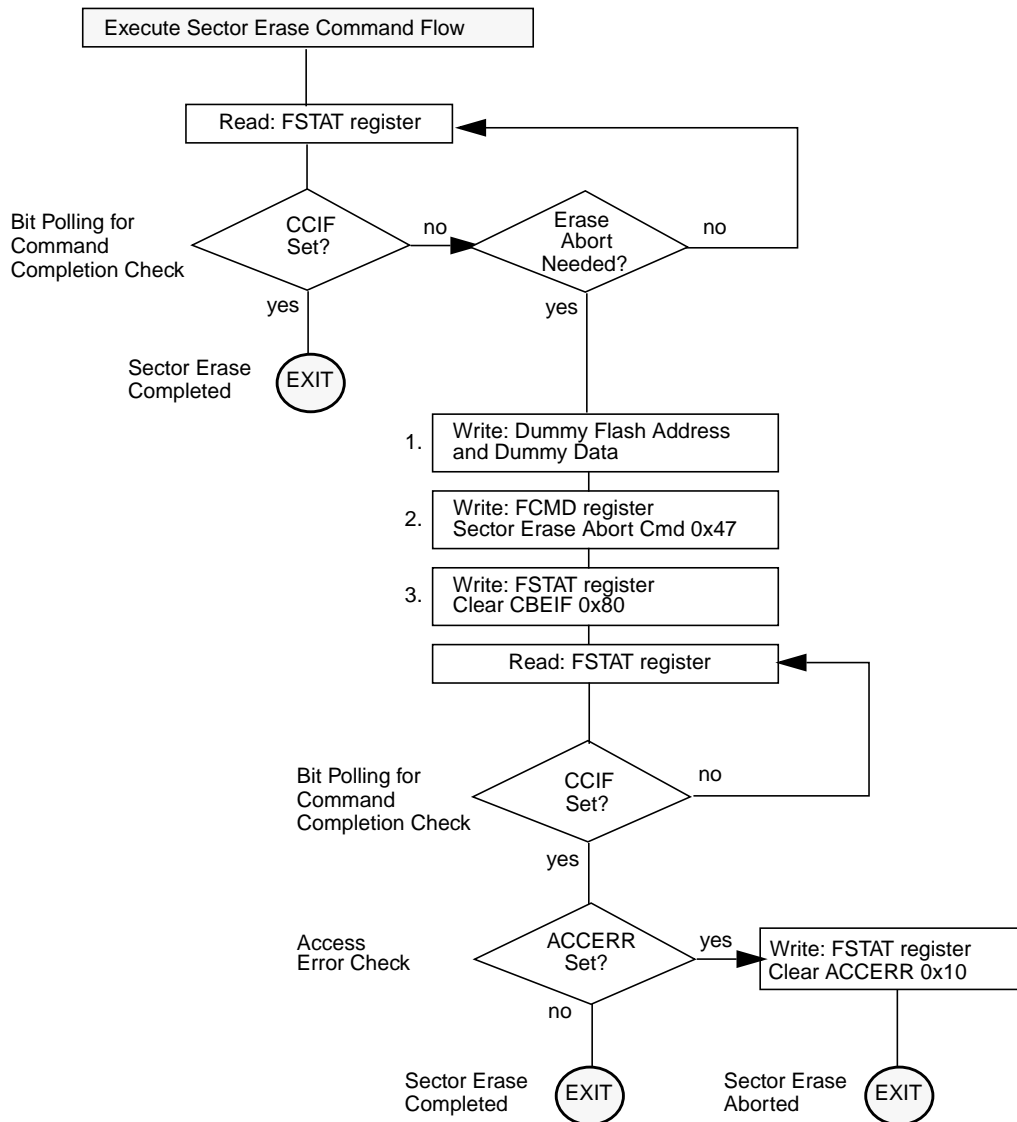 Execute Sector Erase Command Flow
Read: FSTAT register
Bit Polling for
Command
Completion Check
CCIF
Set?
no
Erase
Abort
Needed?
no
yes
yes
Sector Erase
Completed
EXIT
1.
Write: Dummy Flash Address
and Dummy Data
2.
Write: FCMD register
Sector Erase Abort Cmd 0x47
3.
Write: FSTAT register
Clear CBEIF 0x80
Read: FSTAT register
Bit Polling for
Command
Completion Check
CCIF
Set?
no
yes
Access
Error Check
ACCERR
Set?
yes
Write: FSTAT register
Clear ACCERR 0x10
no
Sector Erase
Completed
EXIT
Sector Erase
Aborted
EXIT